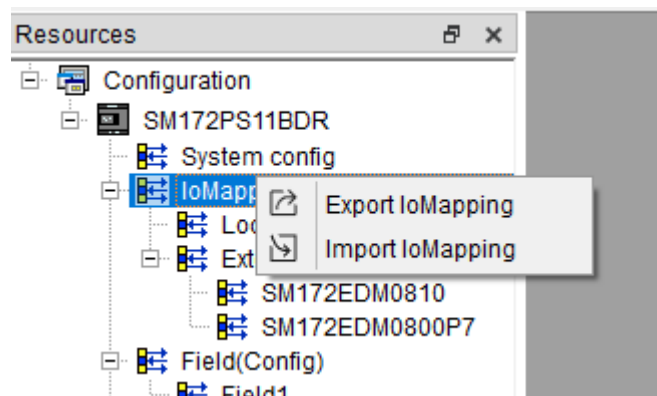 Resources
Configuration
SM172PS11BDR
System config
Export IoMapping
Import IoMapping
SM172EDM0810
SM172EDM0800P7
Field(Config)
Field1